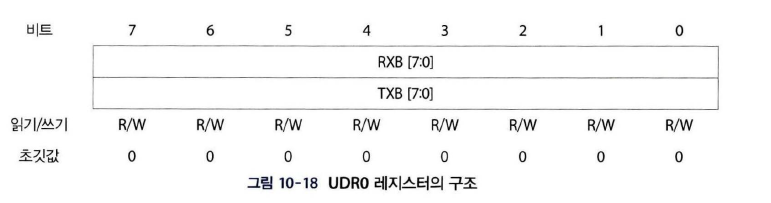 비트 7 6 5 4 3 2 1 0
RXB [7:0]
TXB [7:0]
읽기/쓰기 R/W R/W R/W R/W R/W R/W R/W R/W
초깃값 0 0 0 0 0 0 0 0
그림 10-18 UDR0 레지스터의 구조